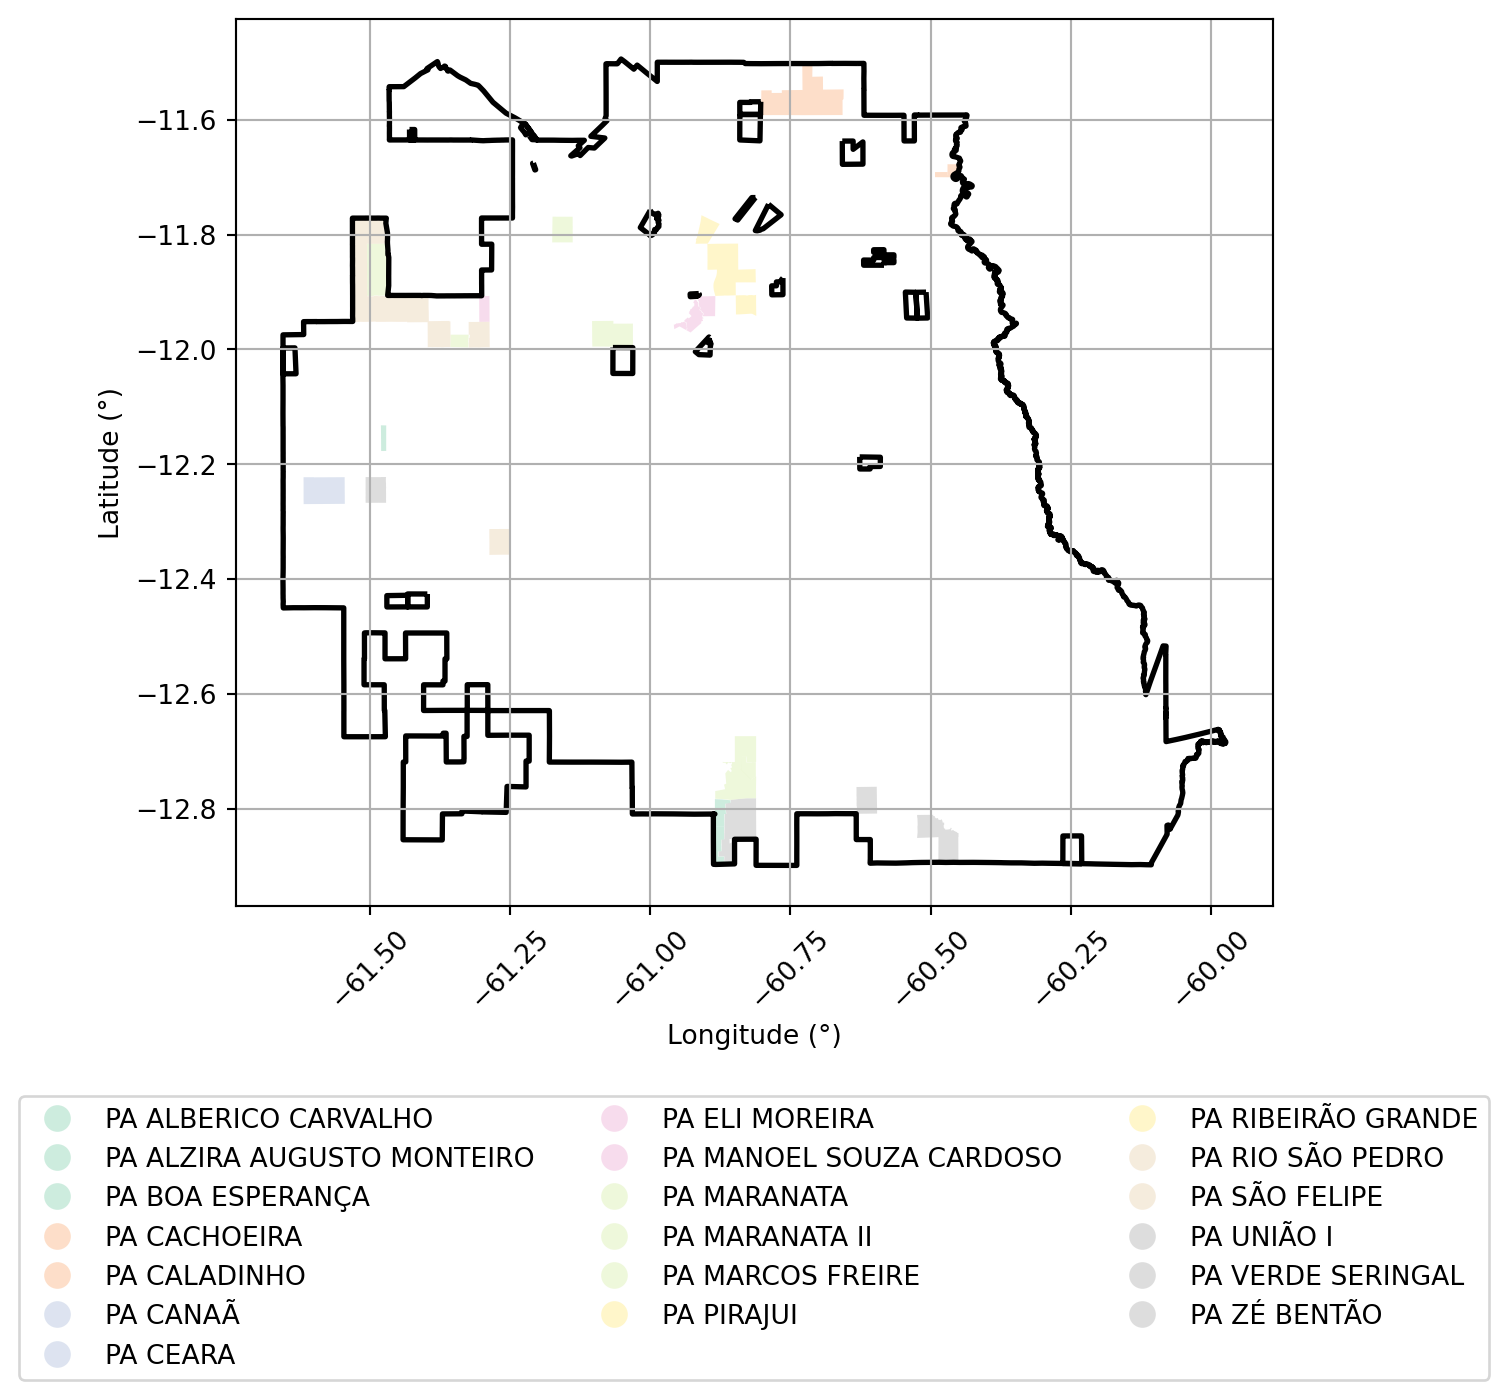 −11.6
−11.8
−12.0
−12.2
−12.4
−12.6
−12.8
Latitude (°)
−61.50
−61.25
−61.00
−60.75
−60.50
−60.25
−60.00
Longitude (°)
PA ALBERICO CARVALHO
PA ALZIRA AUGUSTO MONTEIRO
PA BOA ESPERANÇA
PA CACHOEIRA
PA CALADINHO
PA CANAÃ
PA CEARA
PA ELI MOREIRA
PA MANOEL SOUZA CARDOSO
PA MARANATA
PA MARANATA II
PA MARCOS FREIRE
PA PIRAJUI
PA RIBEIRÃO GRANDE
PA RIO SÃO PEDRO
PA SÃO FELIPE
PA UNIÃO I
PA VERDE SERINGAL
PA ZÉ BENTÃO